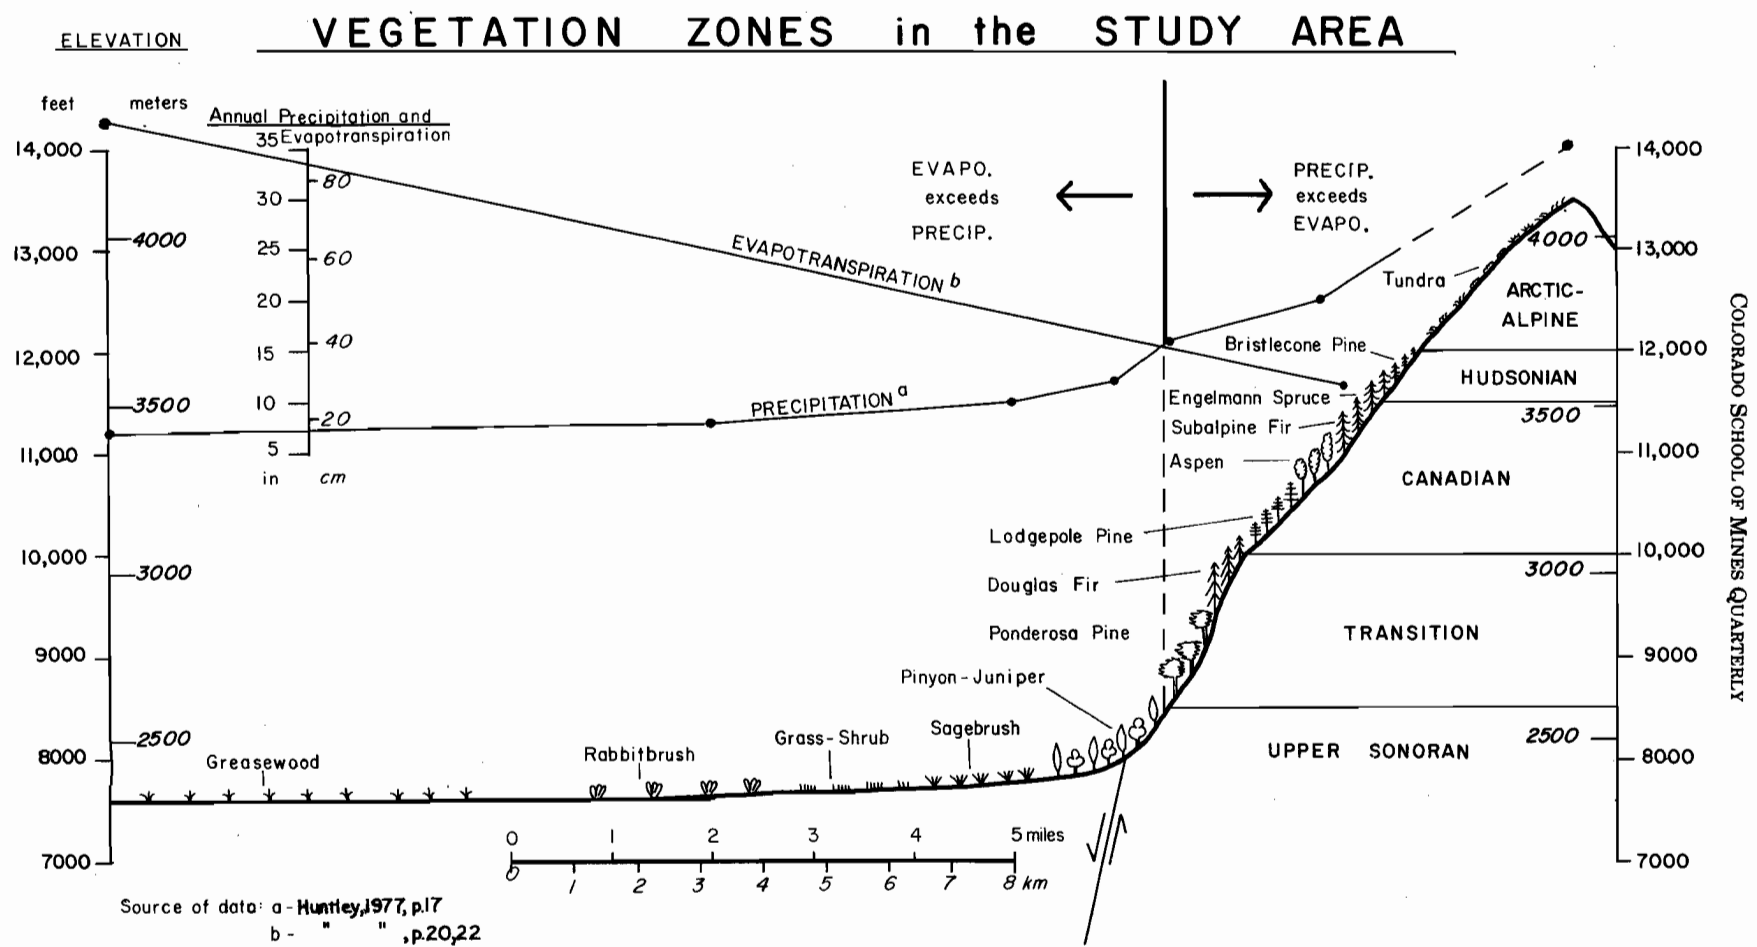 VEGETATION ZONES in the STUDY AREA
ELEVATION
feet meters
14,000
13,000
12,000
11,000
10,000
9000
8000
7000
4000
3500
3000
2500
Annual Precipitation and
Evapotranspiration
35
30
25
20
15
10
5
in
80
60
40
20
cm
EVAPOTRANSPIRATION b
PRECIPITATION a
EVAPO.
exceeds
PRECIP.
PRECIP.
exceeds
EVAPO.
Tundra
Bristlecone Pine
Engelmann Spruce
Subalpine Fir
Aspen
Lodgepole Pine
Douglas Fir
Ponderosa Pine
Pinyon-Juniper
Sagebrush
Grass-Shrub
Rabbitbrush
Greasewood
ARCTIC-
ALPINE
HUDSONIAN
CANADIAN
TRANSITION
UPPER SONORAN
4000
3500
3000
2500
14,000
13,000
12,000
11,000
10,000
9000
8000
7000
0 1 2 3 4 5 miles
0 1 2 3 4 5 6 7 8 km
Source of data: a - Huntley, 1977, p.17
b - " " , p.20,22
COLORADO SCHOOL OF MINES QUARTERLY